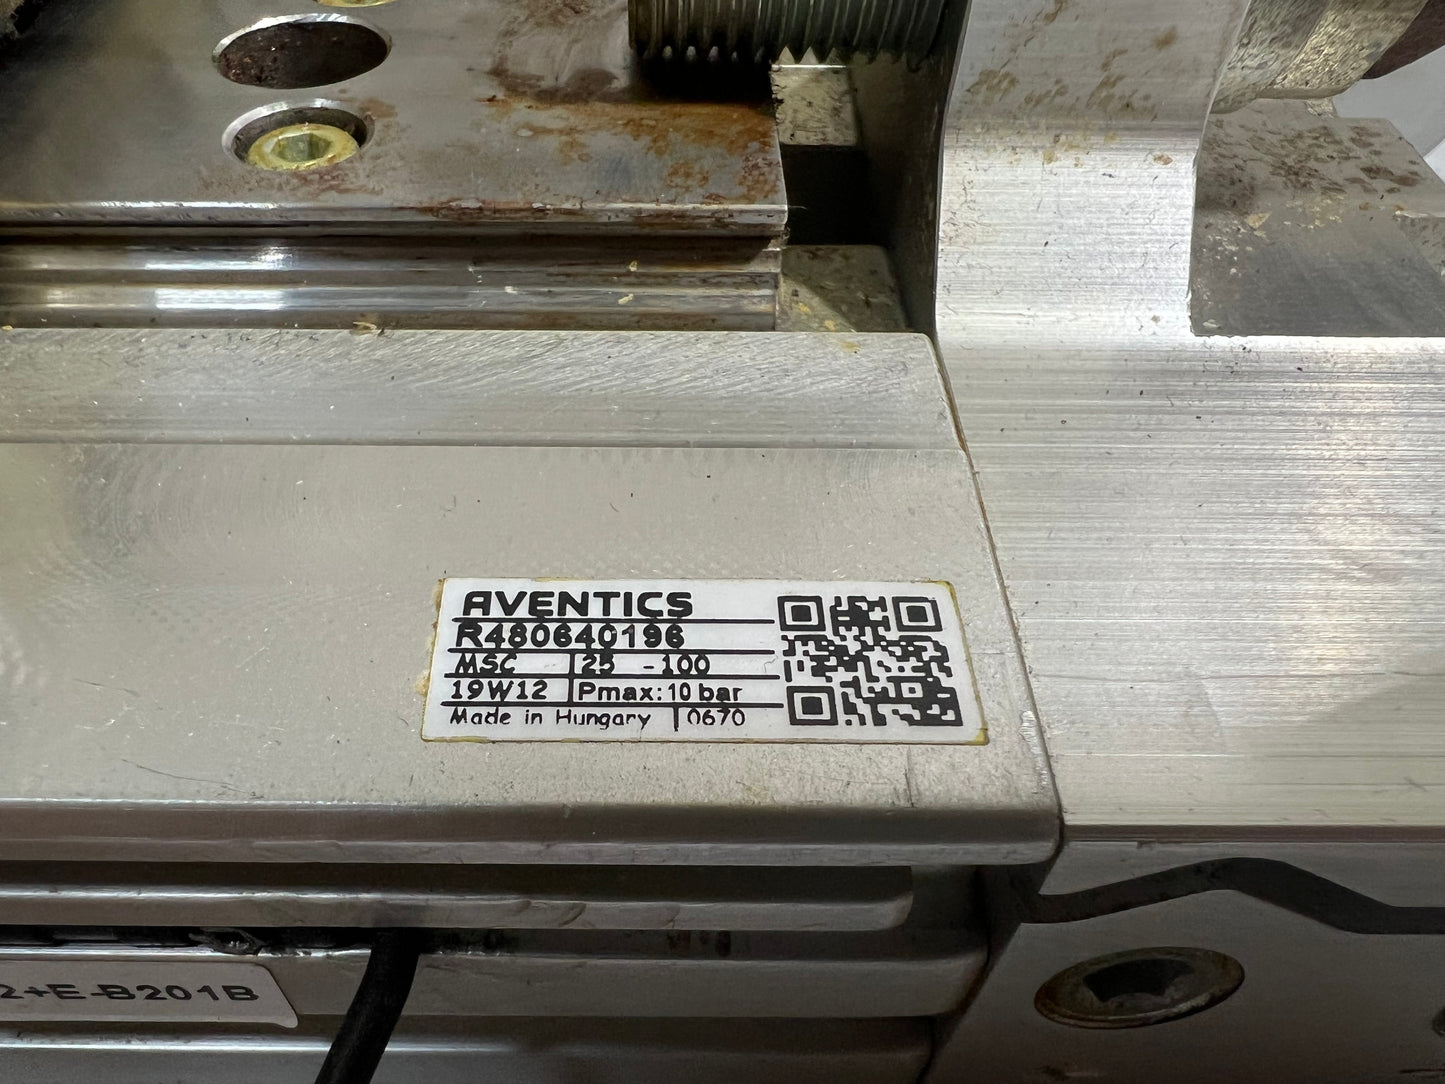 AVENTICS
R480640196
MSC 25 -100
19W12 Pmax: 10 bar
Made in Hungary 0670
2+E-B201B